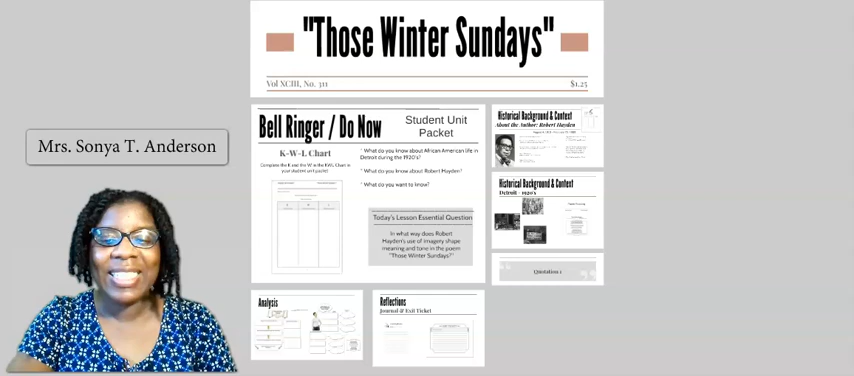 "Those Winter Sundays"
Vol XCIII, No. 311
$1.25
Mrs. Sonya T. Anderson
Bell Ringer / Do Now
Student Unit
Packet
K-W-L Chart
Complete the K and the W in the KWL Chart in
your student unit packet
* What do you know about African American life in
Detroit during the 1920's?
* What do you know about Robert Hayden?
* What do you want to know?
Today's Lesson Essential Question
In what way does Robert
Hayden's use of imagery shape
meaning and tone in the poem
"Those Winter Sundays?"
Historical Background & Context
About the Author: Robert Hayden
Historical Background & Context
Detroit - 1920's
Quotation 1
Analysis
Reflections
Journal & Exit Ticket